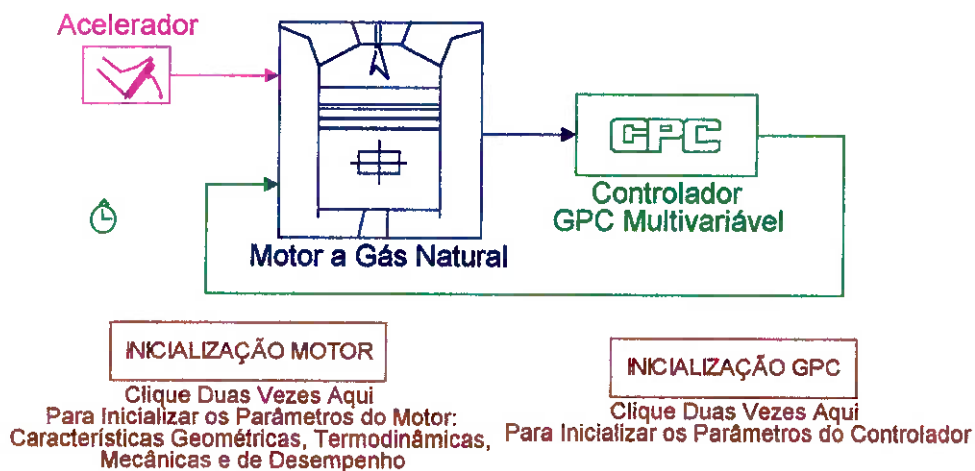 Acelerador
GPC
Controlador
GPC Multivariável
Motor a Gás Natural
INICIALIZAÇÃO MOTOR
Clique Duas Vezes Aqui
Para Inicializar os Parâmetros do Motor:
Características Geométricas, Termodinâmicas,
Mecânicas e de Desempenho
INICIALIZAÇÃO GPC
Clique Duas Vezes Aqui
Para Inicializar os Parâmetros do Controlador